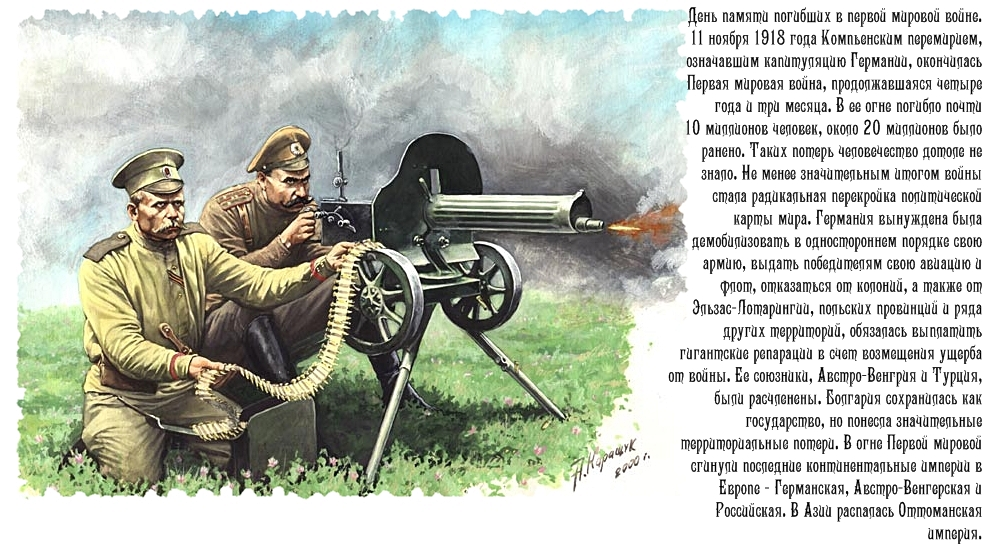 День памяти погибших в первой мировой войне.
11 ноября 1918 года Компьенским перемирием,
означавшим капитуляцию Германии, окончилась
Первая мировая война, продолжавшаяся четыре
года и три месяца. В ее огне погибло почти
10 миллионов человек, около 20 миллионов было
ранено. Таких потерь человечество дотоле не
знало. Не менее значительным итогом войны
стала радикальная перекройка политической
карты мира. Германия вынуждена была
демобилизовать в одностороннем порядке свою
армию, выдать победителям свою авиацию и
флот, отказаться от колоний, а также от
Эльзас-Лотарингии, польских провинций и ряда
других территорий, обязалась выплатить
гигантские репарации в счет возмещения ущерба
от войны. Ее союзники, Австро-Венгрия и Турция,
были расчленены. Болгария сохранилась как
государство, но понесла значительные
территориальные потери. В огне Первой мировой
сгинули последние континентальные империи в
Европе - Германская, Австро-Венгерская и
Российская. В Азии распалась Оттоманская
империя.
Н. Каращук
2000 г.